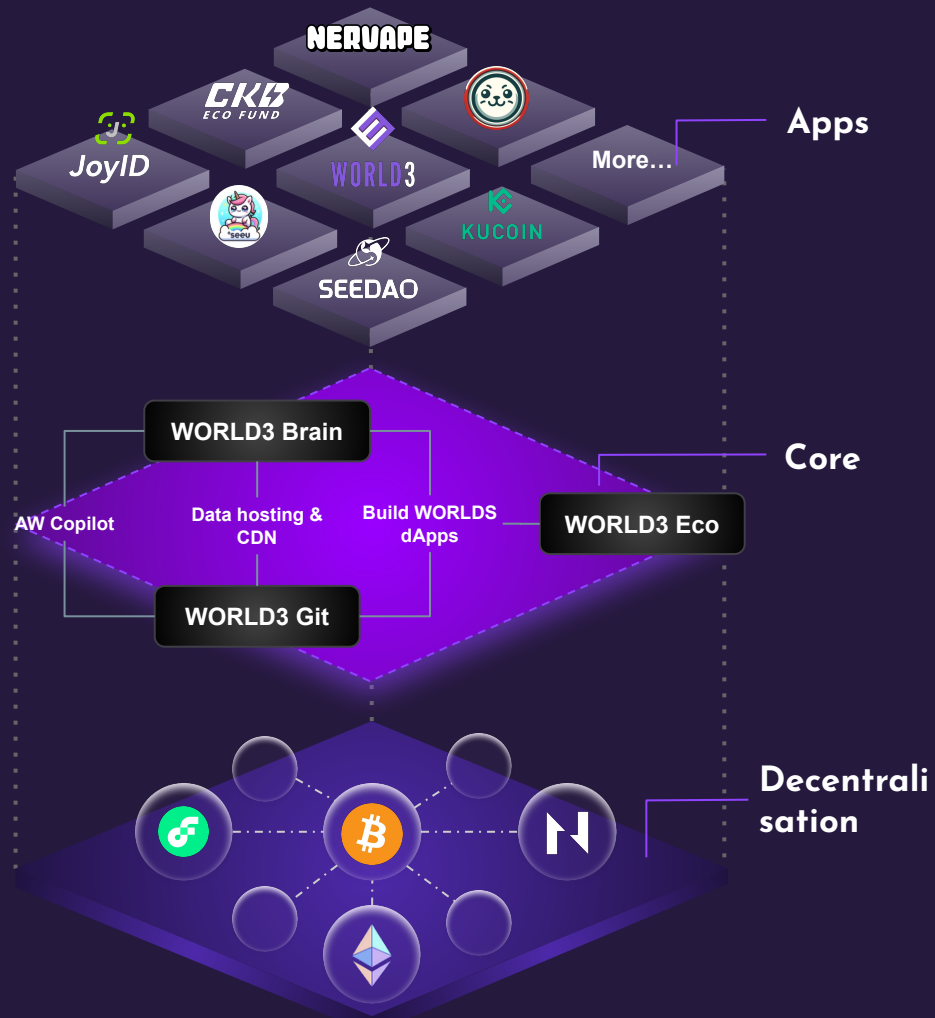 NERVAPE
CKB
ECO FUND
JoyID
WORLD3
More...
Apps
seeu
KUCOIN
SEEDAO
WORLD3 Brain
Core
AW Copilot
Data hosting &
CDN
Build WORLDS
dApps
WORLD3 Eco
WORLD3 Git
Decentrali
sation